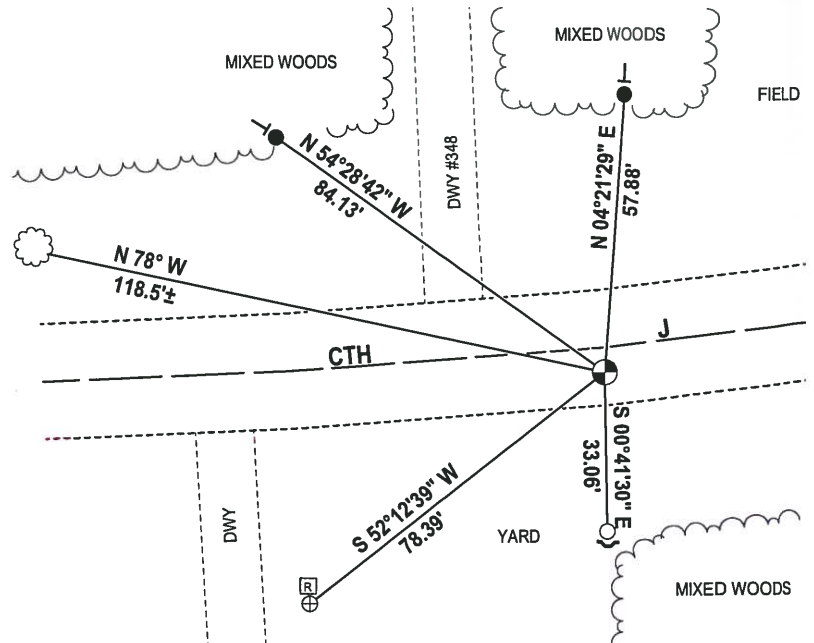 MIXED WOODS
MIXED WOODS
FIELD
N 54°28'42" W
84.13'
DWY #348
N 04°21'29" E
57.88'
N 78° W
118.5'±
CTH
J
S 00°41'30" E
33.06'
S 52°12'39" W
78.39'
DWY
YARD
R
MIXED WOODS